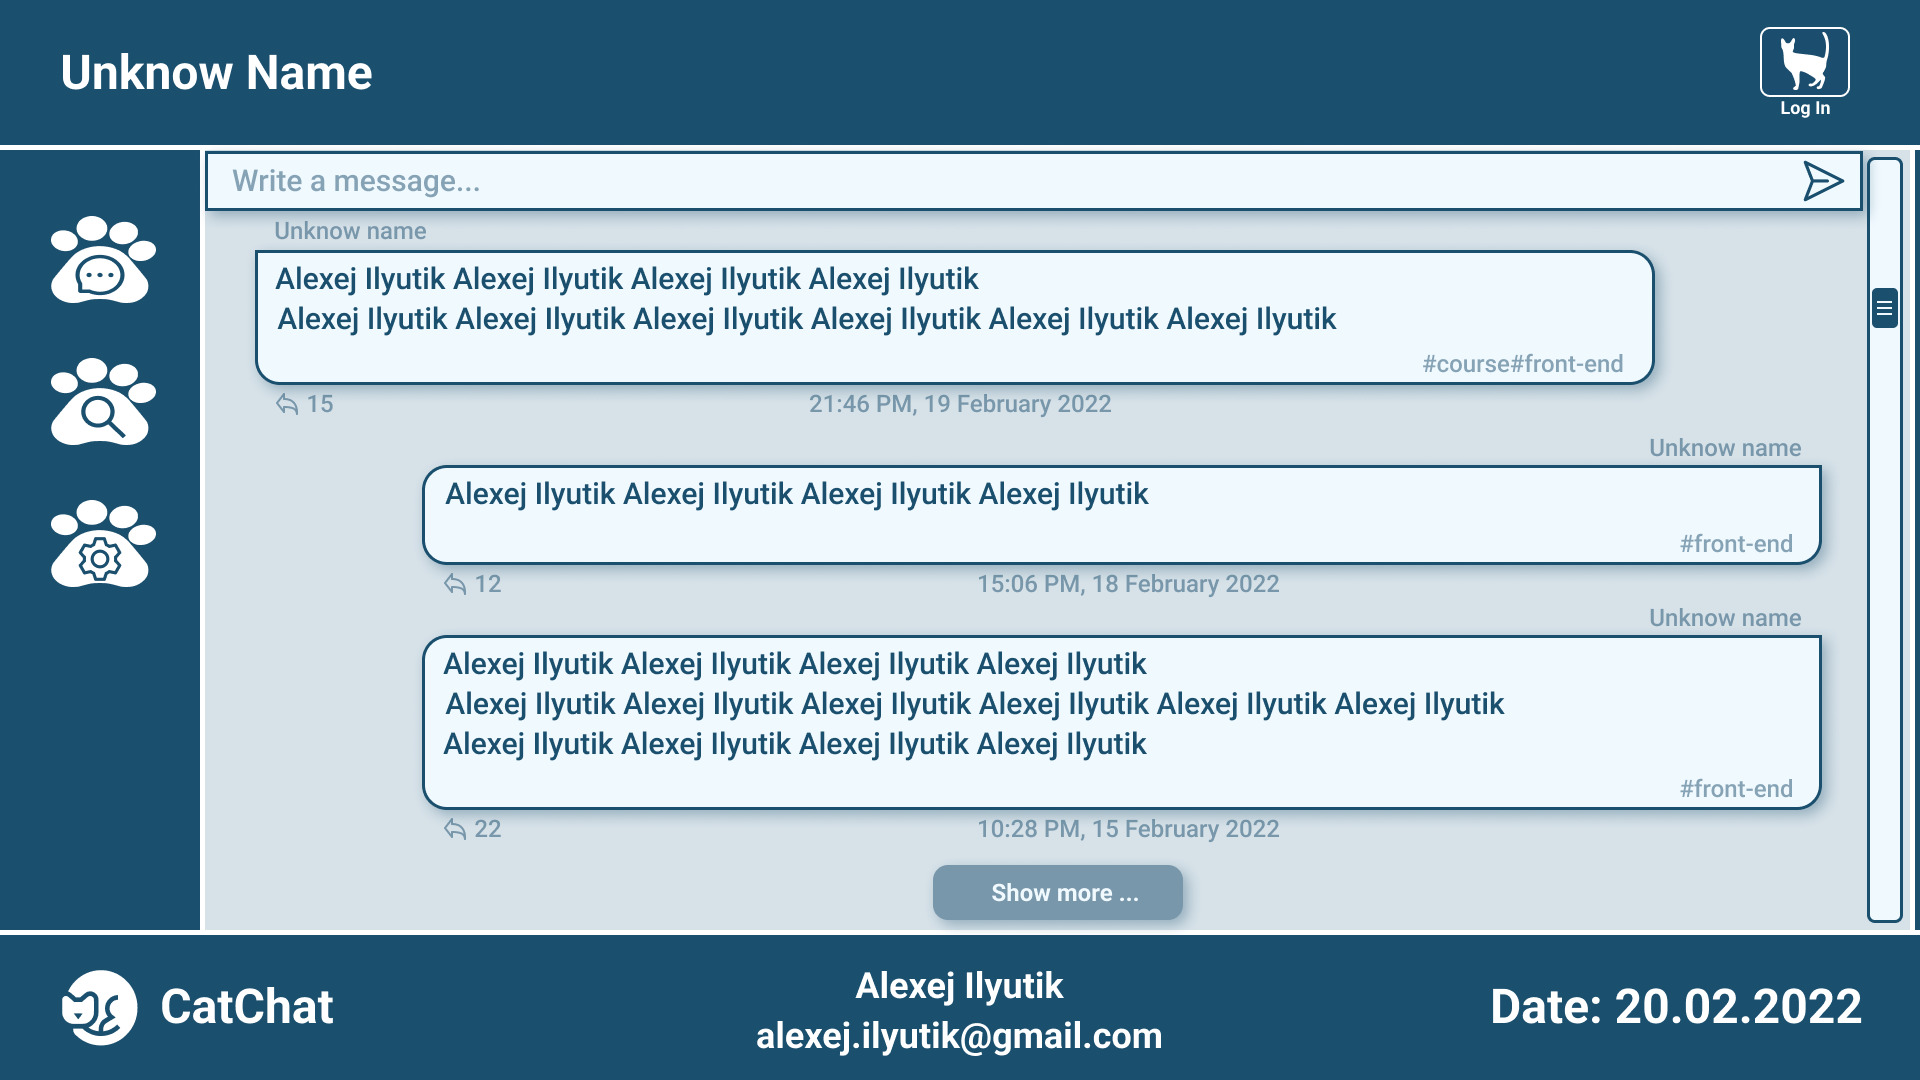 Unknow Name
Log In
Write a message...
Unknow name
Alexej Ilyutik Alexej Ilyutik Alexej Ilyutik Alexej Ilyutik
Alexej Ilyutik Alexej Ilyutik Alexej Ilyutik Alexej Ilyutik Alexej Ilyutik Alexej Ilyutik
#course#front-end
15
21:46 PM, 19 February 2022
Unknow name
Alexej Ilyutik Alexej Ilyutik Alexej Ilyutik Alexej Ilyutik
#front-end
12
15:06 PM, 18 February 2022
Unknow name
Alexej Ilyutik Alexej Ilyutik Alexej Ilyutik Alexej Ilyutik
Alexej Ilyutik Alexej Ilyutik Alexej Ilyutik Alexej Ilyutik Alexej Ilyutik Alexej Ilyutik
Alexej Ilyutik Alexej Ilyutik Alexej Ilyutik Alexej Ilyutik
#front-end
22
10:28 PM, 15 February 2022
Show more ...
CatChat
Alexej Ilyutik
alexej.ilyutik@gmail.com
Date: 20.02.2022